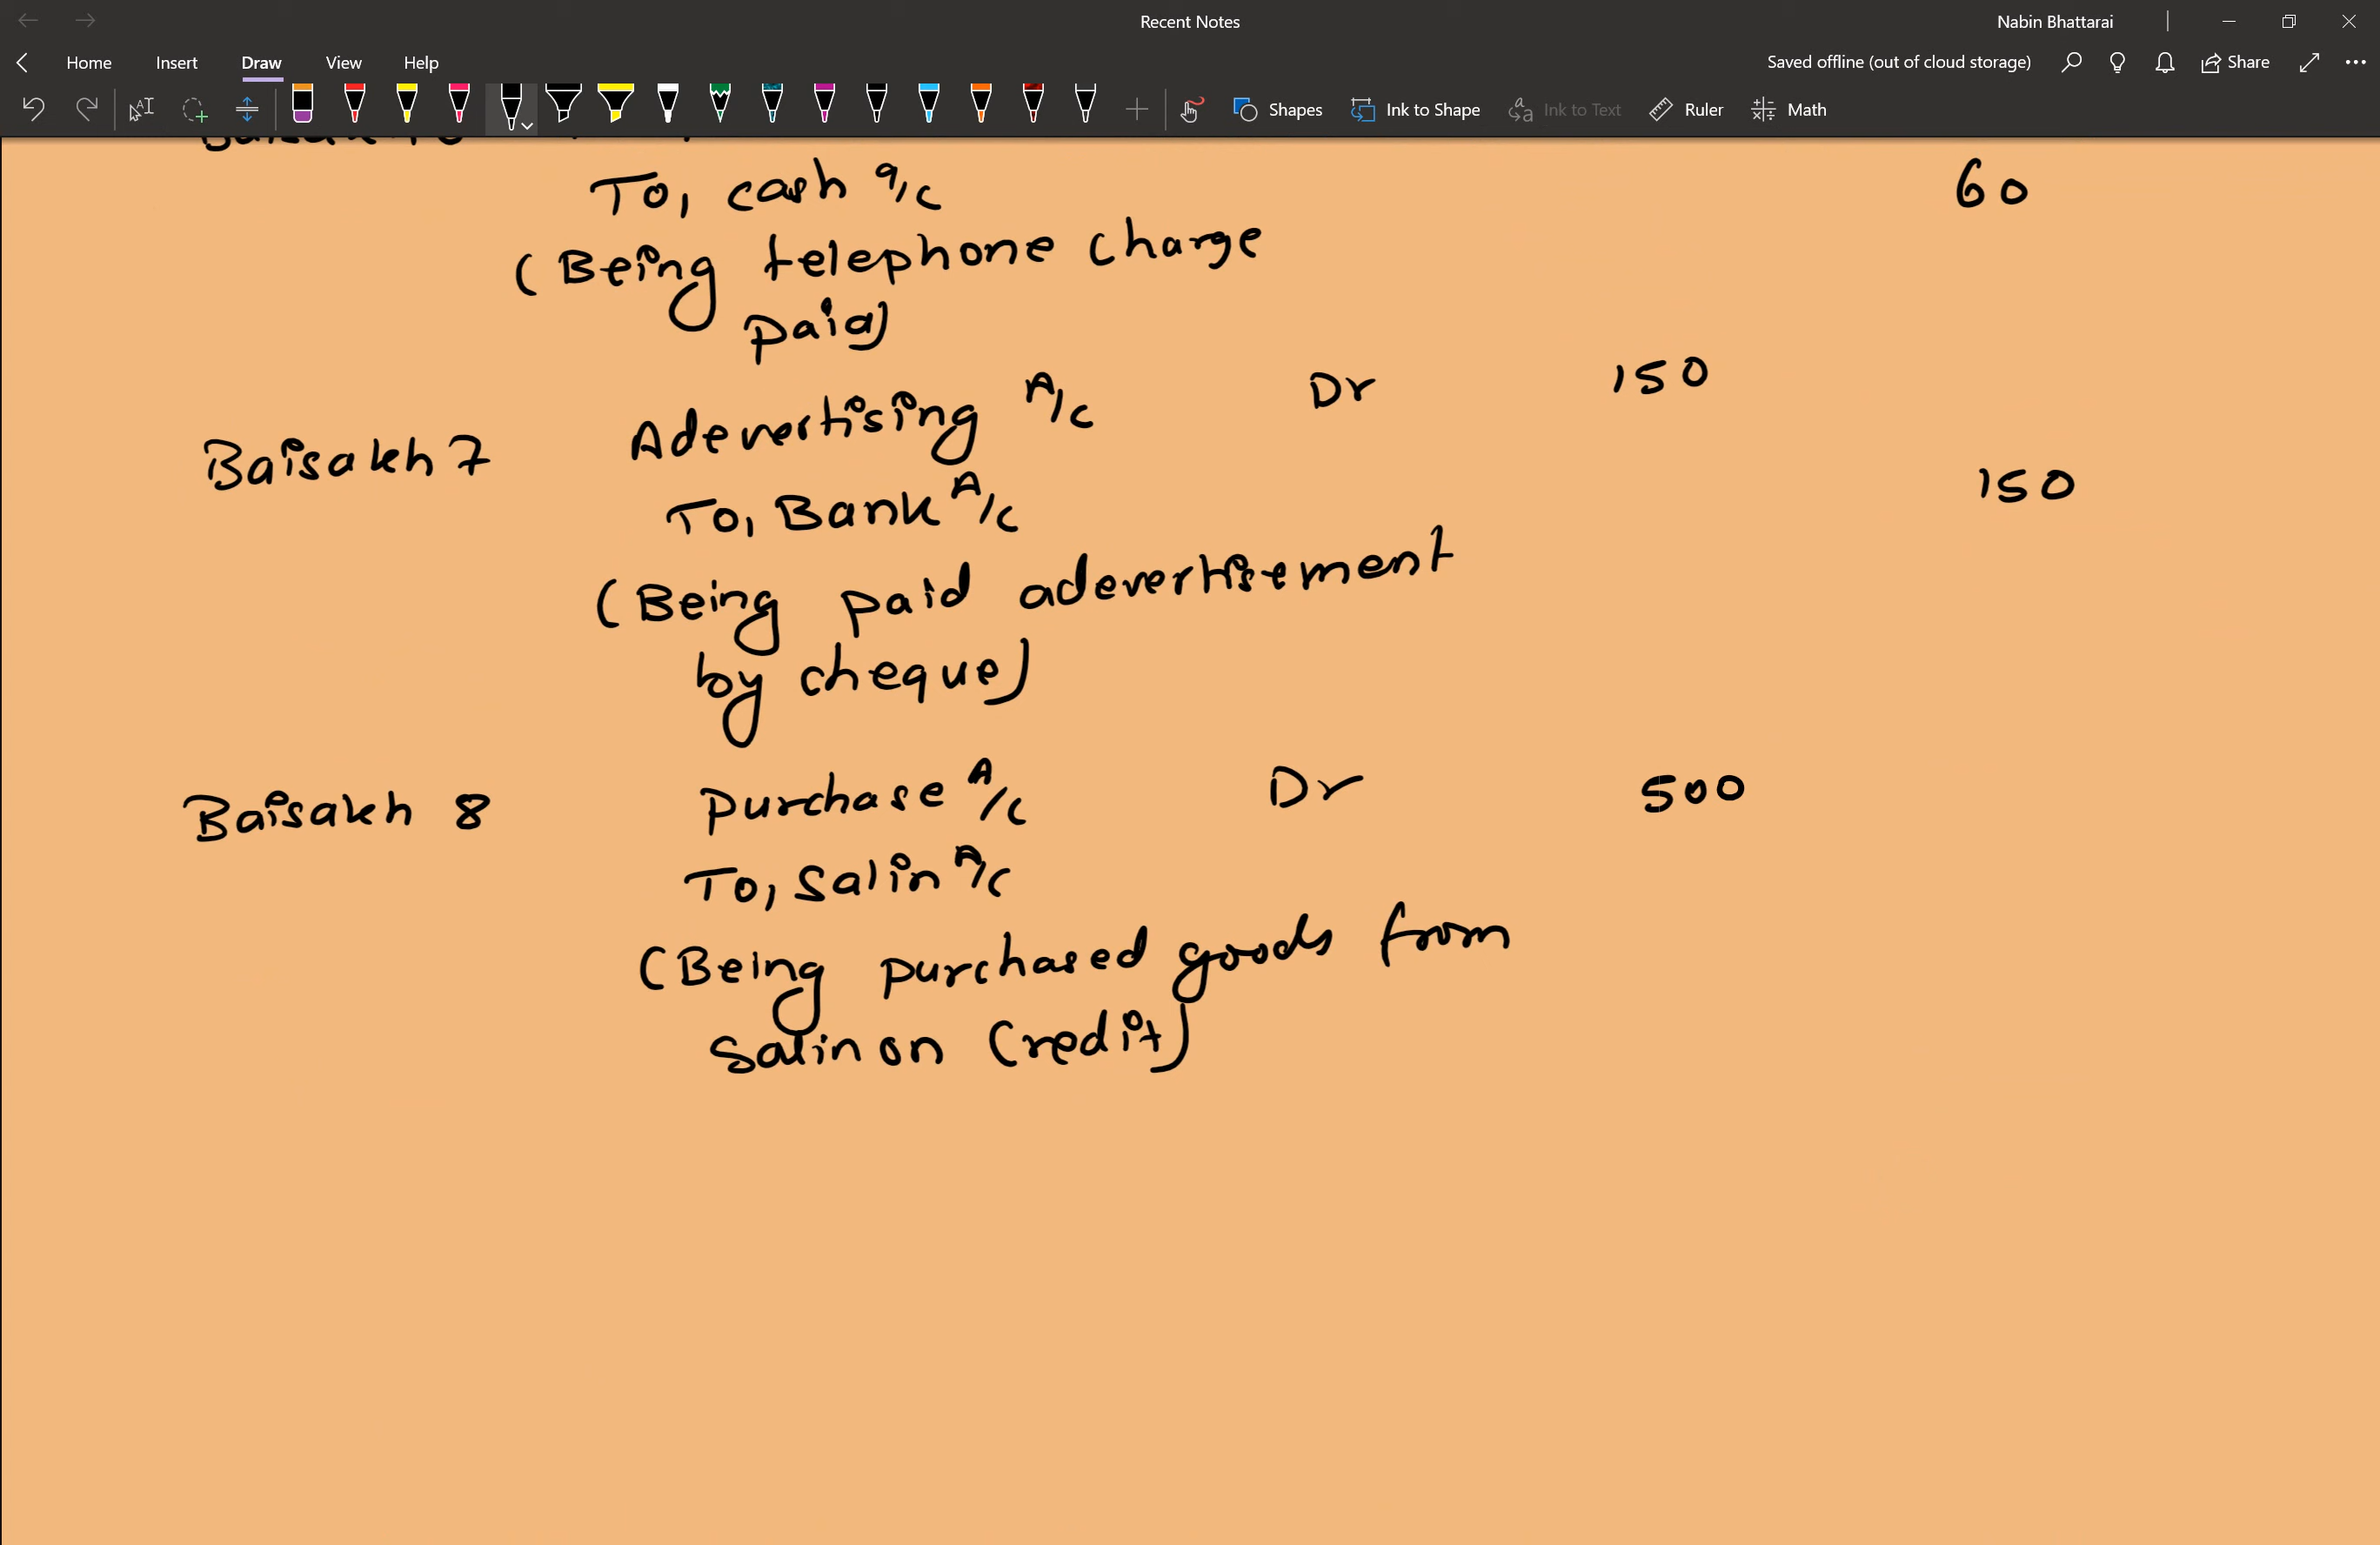 Recent Notes
Nabin Bhattarai
Home Insert Draw View Help
Saved offline (out of cloud storage)
Share
Shapes Ink to Shape Ink to Text Ruler Math
To, cash a/c 60
(Being telephone charge
paid)
Adevertising A/c Dr 150
Baisakh 7
To, Bank A/c 150
(Being paid adevertisement
by cheque)
Baisakh 8 purchase A/c Dr 500
To, Salin A/c
(Being purchased goods from
Salin on Credit)